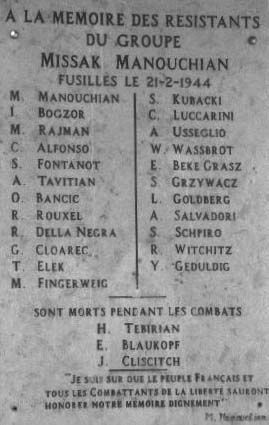 A LA MEMOIRE DES RESISTANTS
DU GROUPE
MISSAK MANOUCHIAN
FUSILLES LE 21-2-1944
M. MANOUCHIAN
I. BOGZOR
M. RAJMAN
C. ALFONSO
S. FONTANOT
A. TAVITIAN
O. BANCIC
R. ROUXEL
R. DELLA NEGRA
G. CLOAREC
T. ELEK
M. FINGERWEIG
S. KUBACKI
C. LUCCARINI
A. USSEGLIO
W. WASSBROT
E. BEKE GRASZ
S. GRZYWACZ
L. GOLDBERG
A. SALVADORI
S. SCHPIRO
R. WITCHITZ
Y. GEDULDIG
SONT MORTS PENDANT LES COMBATS
H. TEBIRIAN
E. BLAUKOPF
J. CLISCITCH
"JE SUIS SUR QUE LE PEUPLE FRANÇAIS ET
TOUS LES COMBATTANTS DE LA LIBERTÉ SAURONT
HONORER NOTRE MÉMOIRE DIGNEMENT"
M. Manouchian